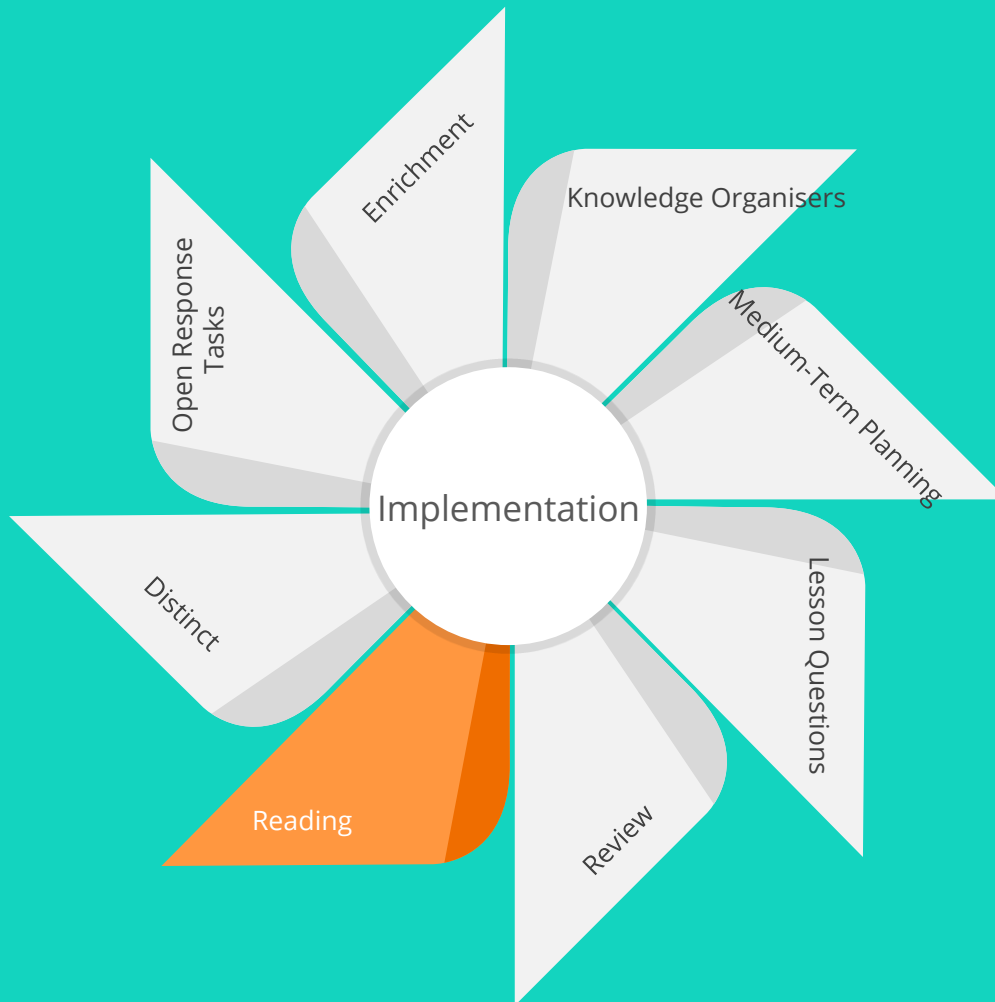 Enrichment
Knowledge Organisers
Medium-Term Planning
Lesson Questions
Review
Reading
Distinct
Open Response
Tasks
Implementation